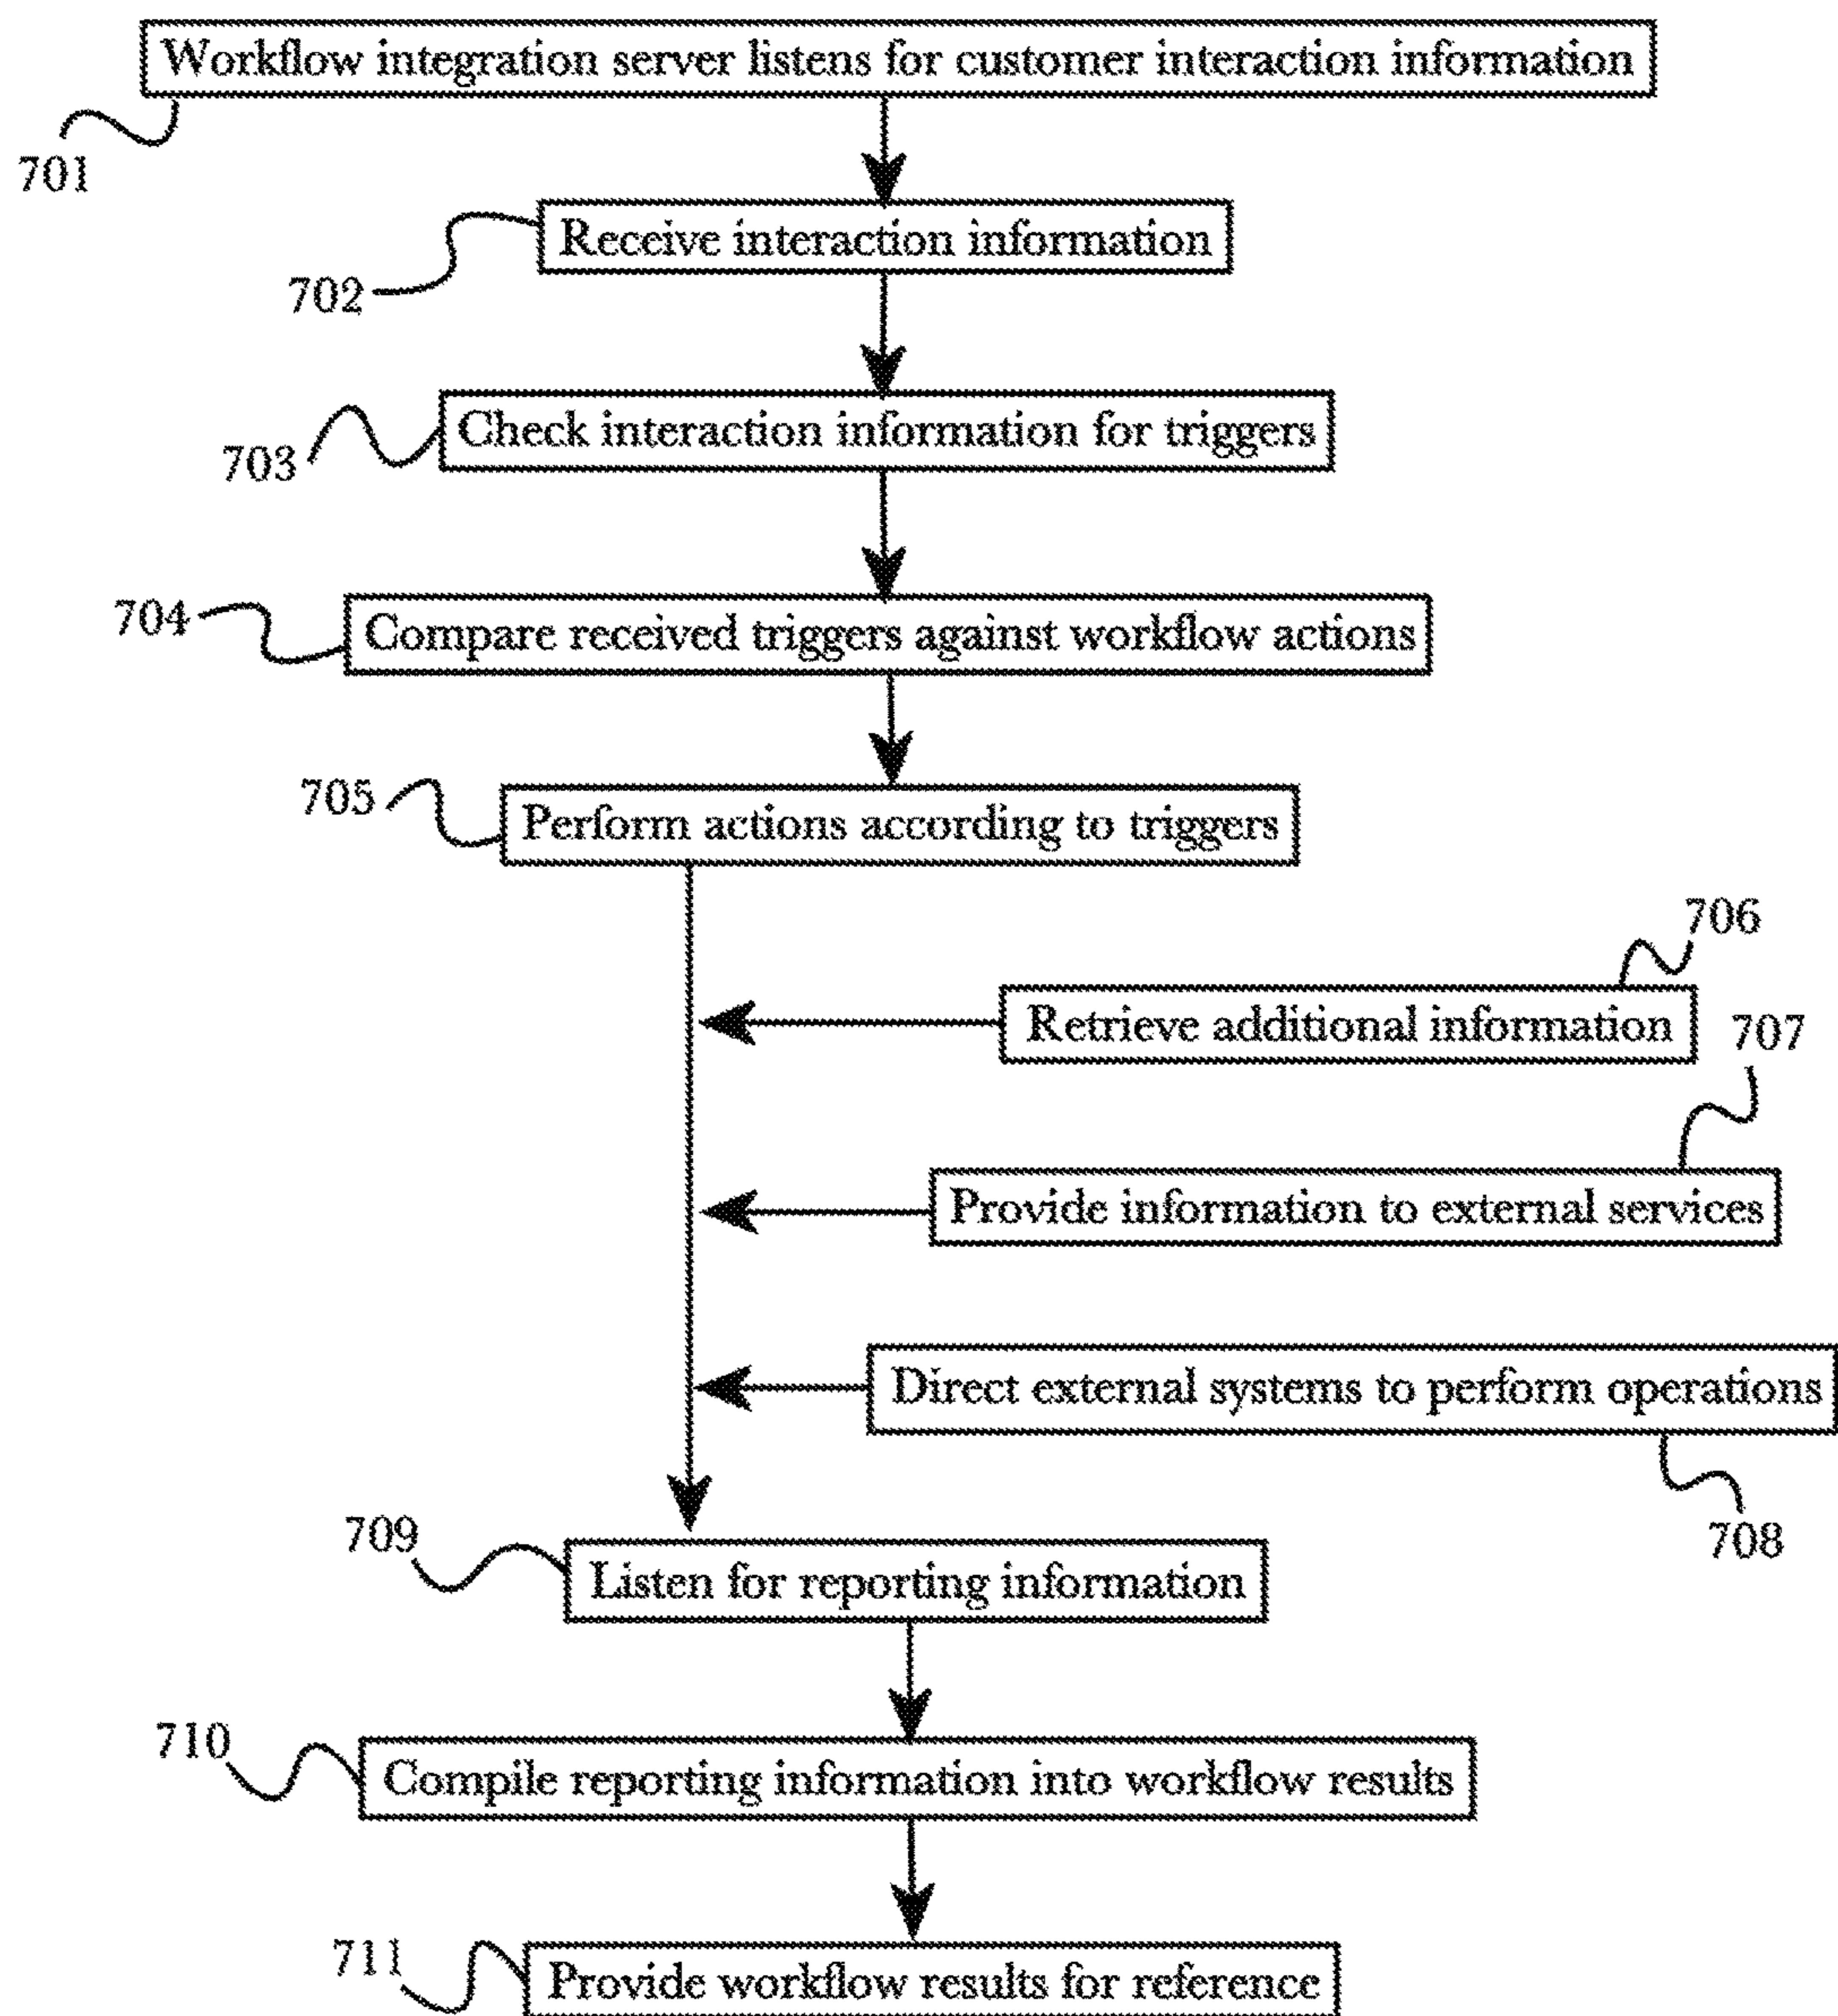 Workflow integration server listens for customer interaction information
701
Receive interaction information
702
Check interaction information for triggers
703
704
Compare received triggers against workflow actions
705
Perform actions according to triggers
706
Retrieve additional information
707
Provide information to external services
Direct external systems to perform operations
708
709
Listen for reporting information
710
Compile reporting information into workflow results
711
Provide workflow results for reference